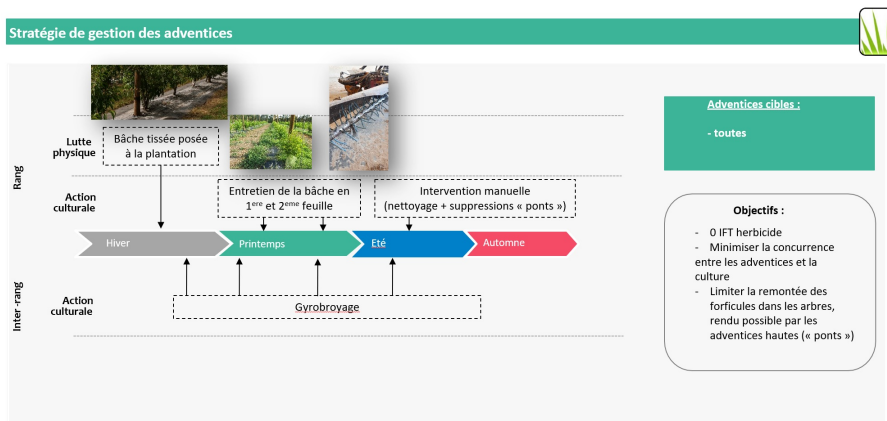 Stratégie de gestion des adventices
Rang
Lutte
physique
Bâche tissée posée
à la plantation
Action
culturale
Entretien de la bâche en
1ere et 2eme feuille
Intervention manuelle
(nettoyage + suppressions « ponts »)
Hiver
Printemps
Eté
Automne
Inter-rang
Action
culturale
Gyrobroyage
Adventices cibles :
- toutes
Objectifs :
- 0 IFT herbicide
- Minimiser la concurrence
entre les adventices et la
culture
- Limiter la remontée des
forficules dans les arbres,
rendu possible par les
adventices hautes (« ponts »)